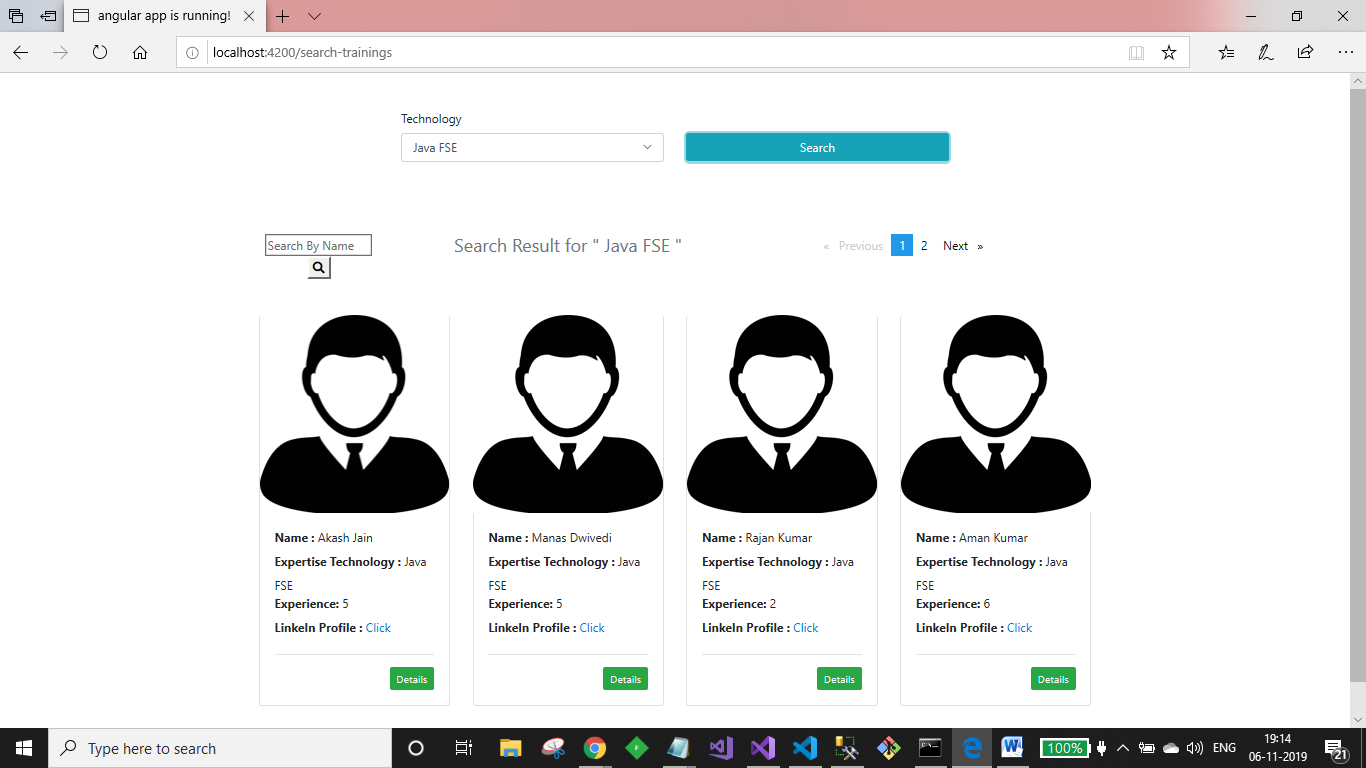 angular app is running!
localhost:4200/search-trainings
Technology
Java FSE
Search
Search By Name
Search Result for " Java FSE "
« Previous 1 2 Next »
Name : Akash Jain
Expertise Technology : Java
FSE
Experience: 5
LinkeIn Profile : Click
Details
Name : Manas Dwivedi
Expertise Technology : Java
FSE
Experience: 5
LinkeIn Profile : Click
Details
Name : Rajan Kumar
Expertise Technology : Java
FSE
Experience: 2
LinkeIn Profile : Click
Details
Name : Aman Kumar
Expertise Technology : Java
FSE
Experience: 6
LinkeIn Profile : Click
Details
Type here to search
100%
ENG
19:14
06-11-2019
21